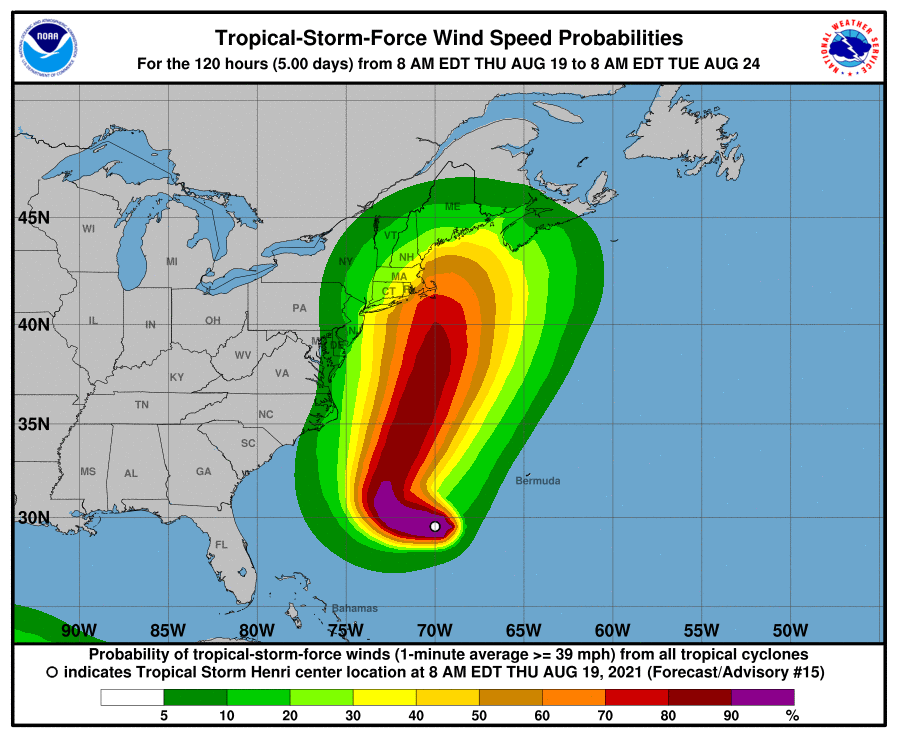 NOAA
NATIONAL WEATHER SERVICE
Tropical-Storm-Force Wind Speed Probabilities
For the 120 hours (5.00 days) from 8 AM EDT THU AUG 19 to 8 AM EDT TUE AUG 24
ME
45N
WI
VT
NH
MI
NY
MA
CT
PA
40N
IL
IN
OH
WV
KY
VA
TN
NC
35N
SC
MS
AL
GA
Bermuda
30N
FL
Bahamas
90W 85W 80W 75W 70W 65W 60W 55W 50W
Probability of tropical-storm-force winds (1-minute average >= 39 mph) from all tropical cyclones
indicates Tropical Storm Henri center location at 8 AM EDT THU AUG 19, 2021 (Forecast/Advisory #15)
5 10 20 30 40 50 60 70 80 90 %